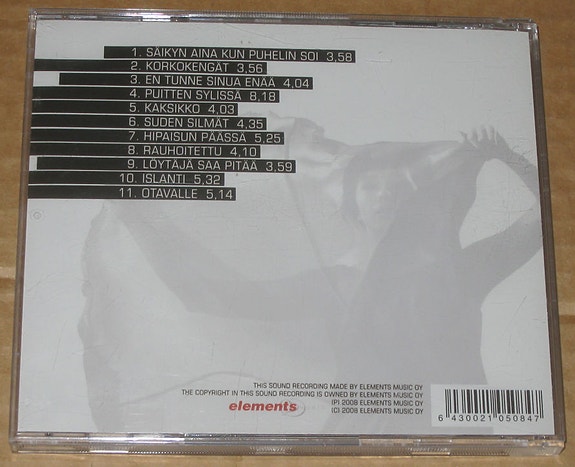 1. SÄIKYN AINA KUN PUHELIN SOI 3,58
2. KORKOKENGÄT 3,56
3. EN TUNNE SINUA ENÄÄ 4,04
4. PUITTEN SYLISSÄ 8,18
5. KAKSIKKO 4,03
6. SUDEN SILMÄT 4,35
7. HIPAISUN PÄÄSSÄ 5,25
8. RAUHOITETTU 4,10
9. LÖYTÄJÄ SAA PITÄÄ 3,59
10. ISLANTI 5,32
11. OTAVALLE 5,14
THIS SOUND RECORDING MADE BY ELEMENTS MUSIC OY
THE COPYRIGHT IN THIS SOUND RECORDING IS OWNED BY ELEMENTS MUSIC OY
(P) 2008 ELEMENTS MUSIC OY
(C) 2008 ELEMENTS MUSIC OY
elements
6 430021 050847